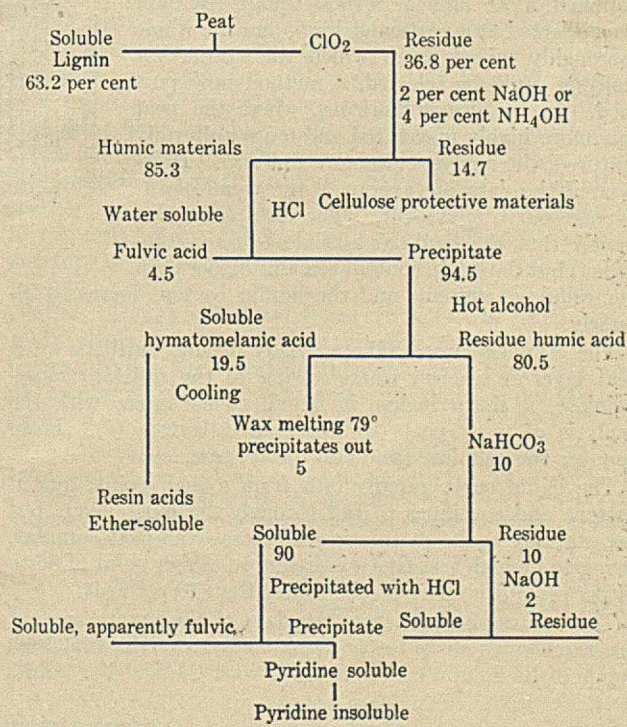 Peat
Soluble
Lignin
63.2 per cent
ClO₂
Residue
36.8 per cent
2 per cent NaOH or
4 per cent NH₄OH
Humic materials
85.3
Residue
14.7
Water soluble
HCl
Cellulose protective materials
Fulvic acid
4.5
Precipitate
94.5
Hot alcohol
Soluble
hymatomelanic acid
19.5
Residue humic acid
80.5
Cooling
Wax melting 79°
precipitates out
5
NaHCO₃
10
Resin acids
Ether-soluble
Soluble
90
Residue
10
Precipitated with HCl
NaOH
2
Soluble, apparently fulvic
Precipitate
Soluble
Residue
Pyridine soluble
Pyridine insoluble